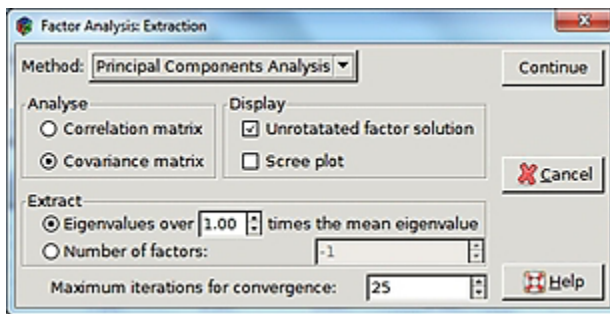 Factor Analysis: Extraction
Method: Principal Components Analysis
Continue
Analyse
Display
Correlation matrix
Unrotatated factor solution
Covariance matrix
Scree plot
Cancel
Extract
Eigenvalues over 1.00 times the mean eigenvalue
Number of factors: -1
Maximum iterations for convergence: 25
Help